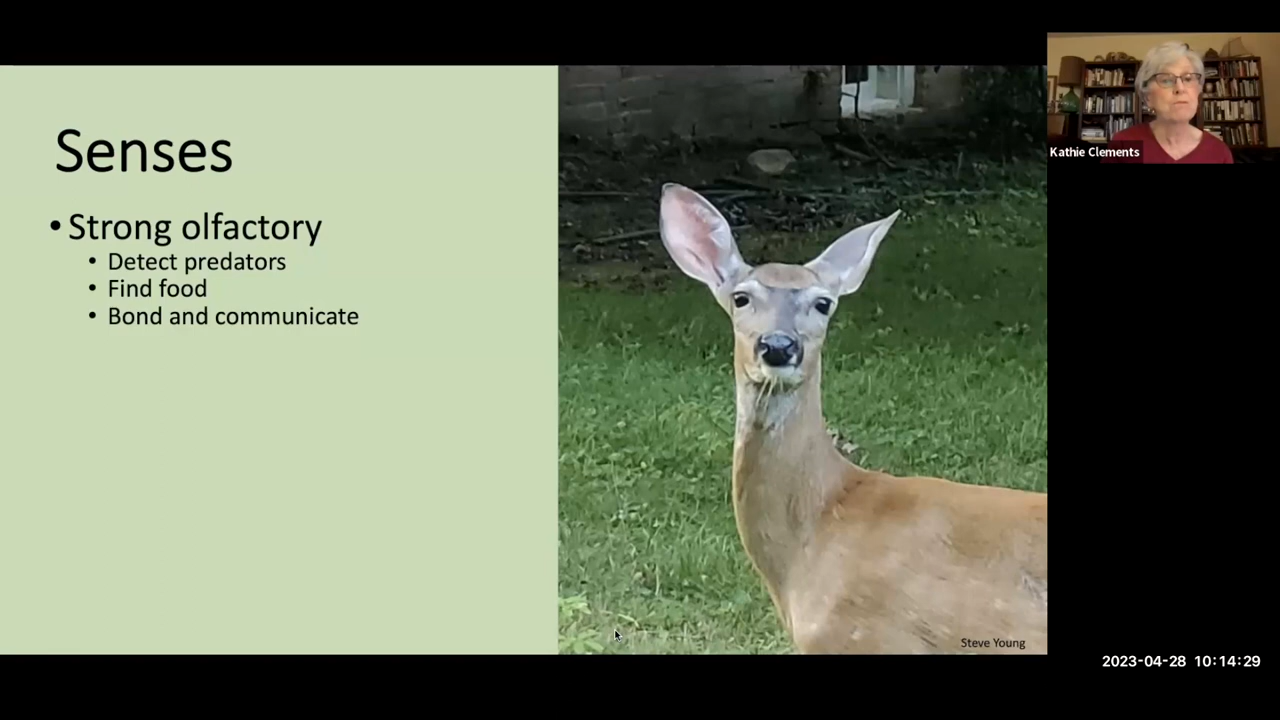 Senses
• Strong olfactory
• Detect predators
• Find food
• Bond and communicate
Steve Young
Kathie Clements
2023-04-28 10:14:29